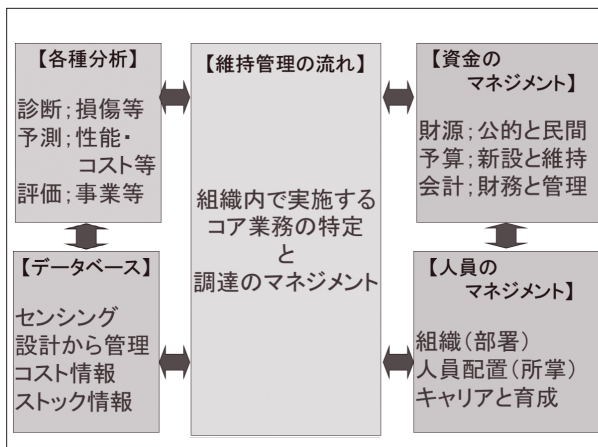 【各種分析】
診断;損傷等
予測;性能・
コスト等
評価;事業等
【データベース】
センシング
設計から管理
コスト情報
ストック情報
【維持管理の流れ】
組織内で実施する
コア業務の特定
と
調達のマネジメント
【資金の
マネジメント】
財源;公的と民間
予算;新設と維持
会計;財務と管理
【人員の
マネジメント】
組織(部署)
人員配置(所掌)
キャリアと育成